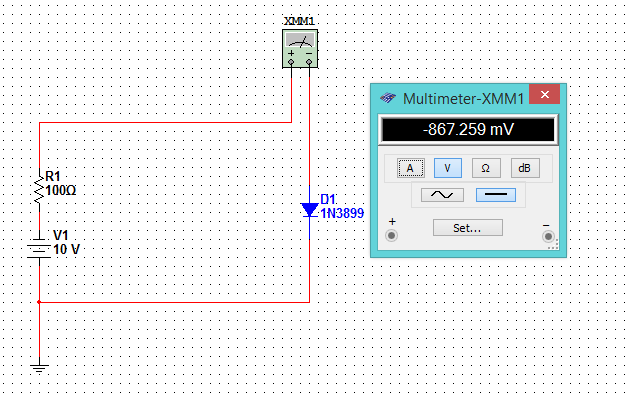 XMM1
+ −
R1
100Ω
V1
10 V
D1
1N3899
Multimeter-XMM1
×
-867.259 mV
A V Ω dB
+ −
Set...